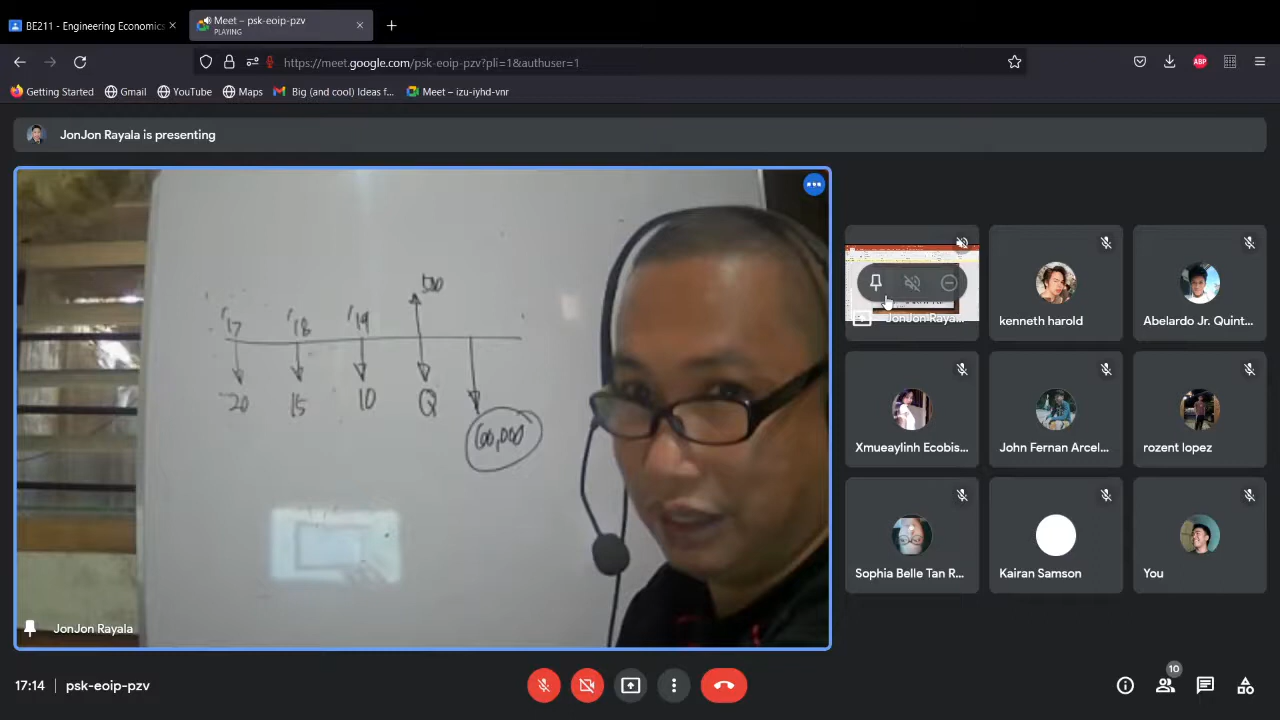 BE211 - Engineering Economics
Meet – psk-eoip-pzv
PLAYING
https://meet.google.com/psk-eoip-pzv?pli=1&authuser=1
ABP
Getting Started
Gmail
YouTube
Maps
Big (and cool) Ideas f...
Meet – izu-iyhd-vnr
JonJon Rayala is presenting
500
'17 '18 '19
20 15 10 Q
JonJon Rayala
JonJon Raya...
kenneth harold
Abelardo Jr. Quint...
Xmueaylinh Ecobis...
John Fernan Arcel...
rozent lopez
Sophia Belle Tan R...
Kairan Samson
You
17:14 | psk-eoip-pzv
10